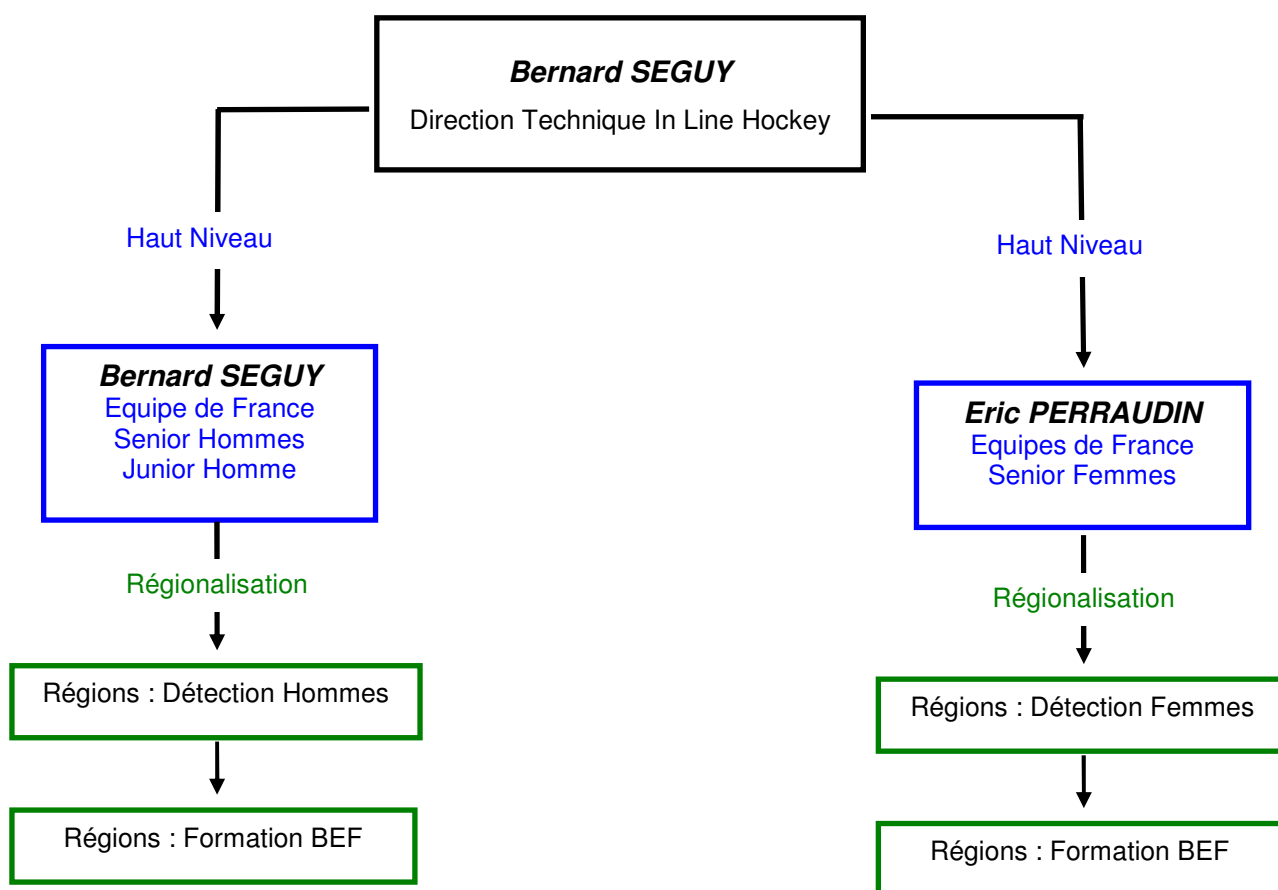 Bernard SEGUY
Direction Technique In Line Hockey
Haut Niveau
Haut Niveau
Bernard SEGUY
Equipe de France
Senior Hommes
Junior Homme
Eric PERRAUDIN
Equipes de France
Senior Femmes
Régionalisation
Régionalisation
Régions : Détection Hommes
Régions : Détection Femmes
Régions : Formation BEF
Régions : Formation BEF